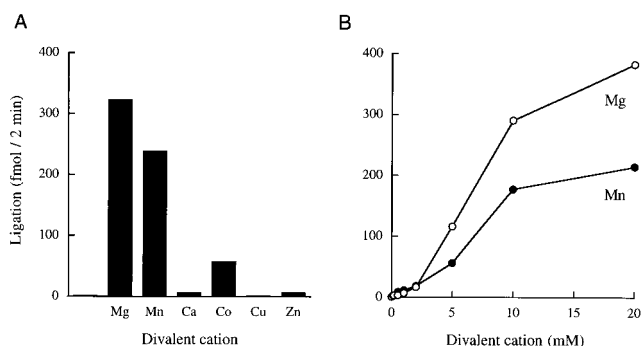 A
Ligation (fmol / 2 min)
400
300
200
100
0
Mg Mn Ca Co Cu Zn
Divalent cation
B
400
300
200
100
0
Mg
Mn
0 5 10 15 20
Divalent cation (mM)